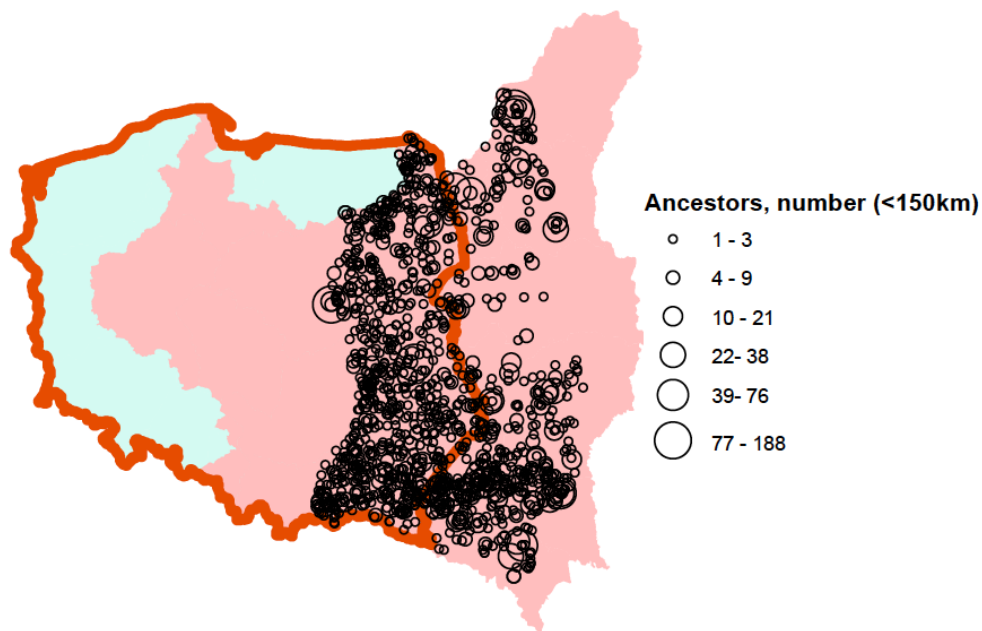 Ancestors, number (<150km)
1 - 3
4 - 9
10 - 21
22- 38
39- 76
77 - 188